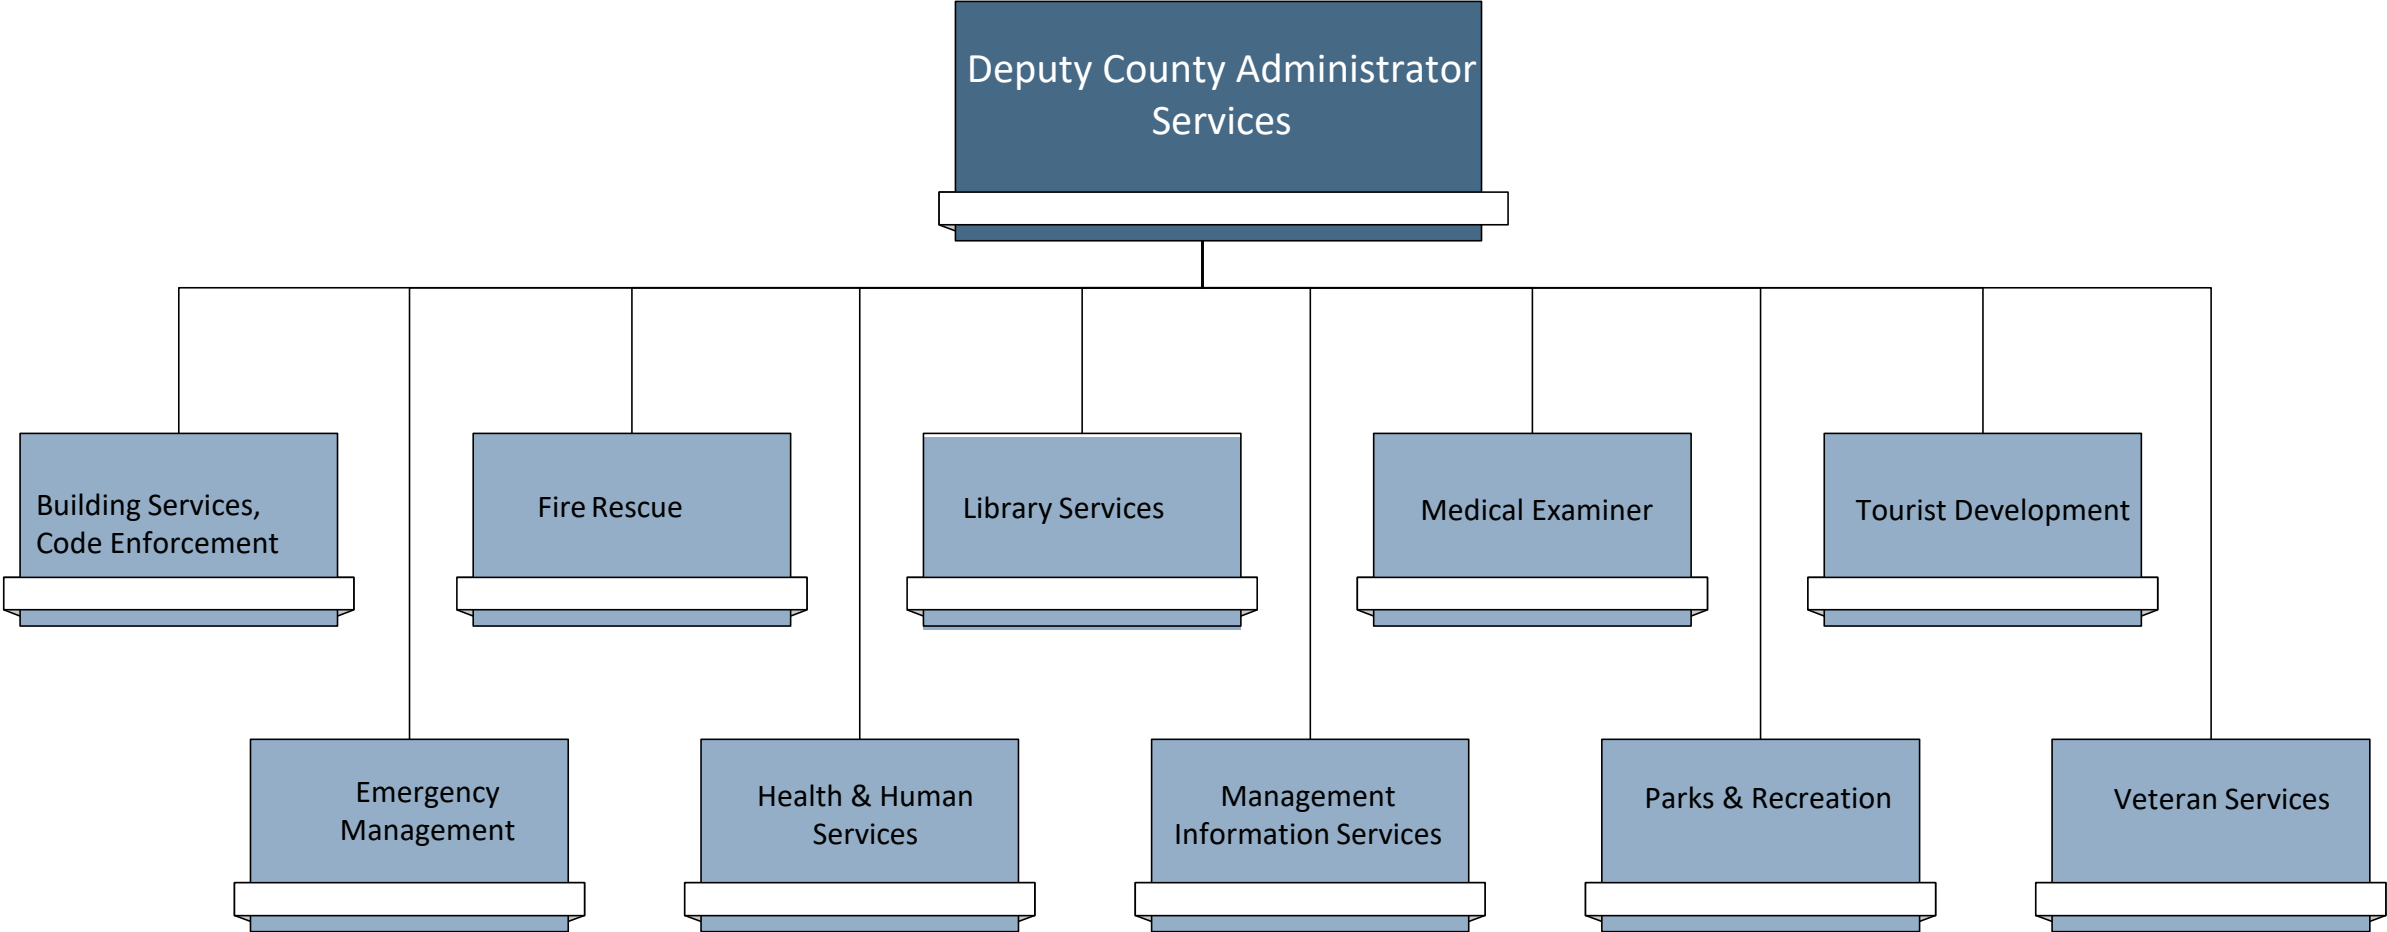 Deputy County Administrator
Services
Building Services,
Code Enforcement
Fire Rescue
Library Services
Medical Examiner
Tourist Development
Emergency
Management
Health & Human
Services
Management
Information Services
Parks & Recreation
Veteran Services